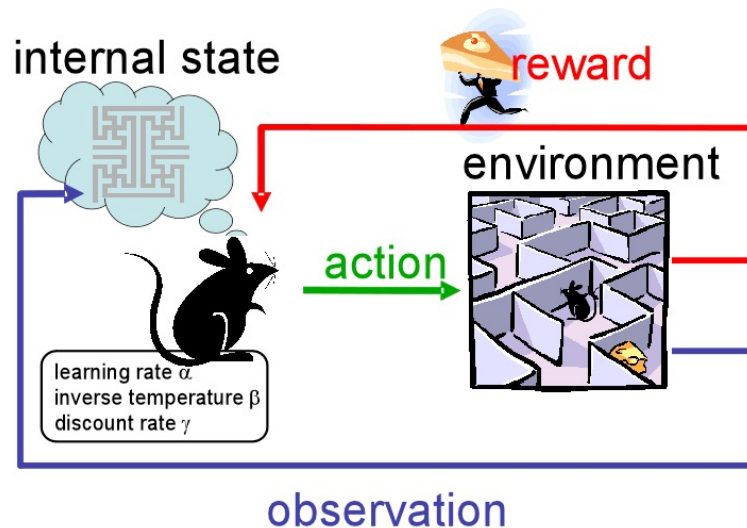 internal state
reward
environment
action
learning rate α
inverse temperature β
discount rate γ
observation